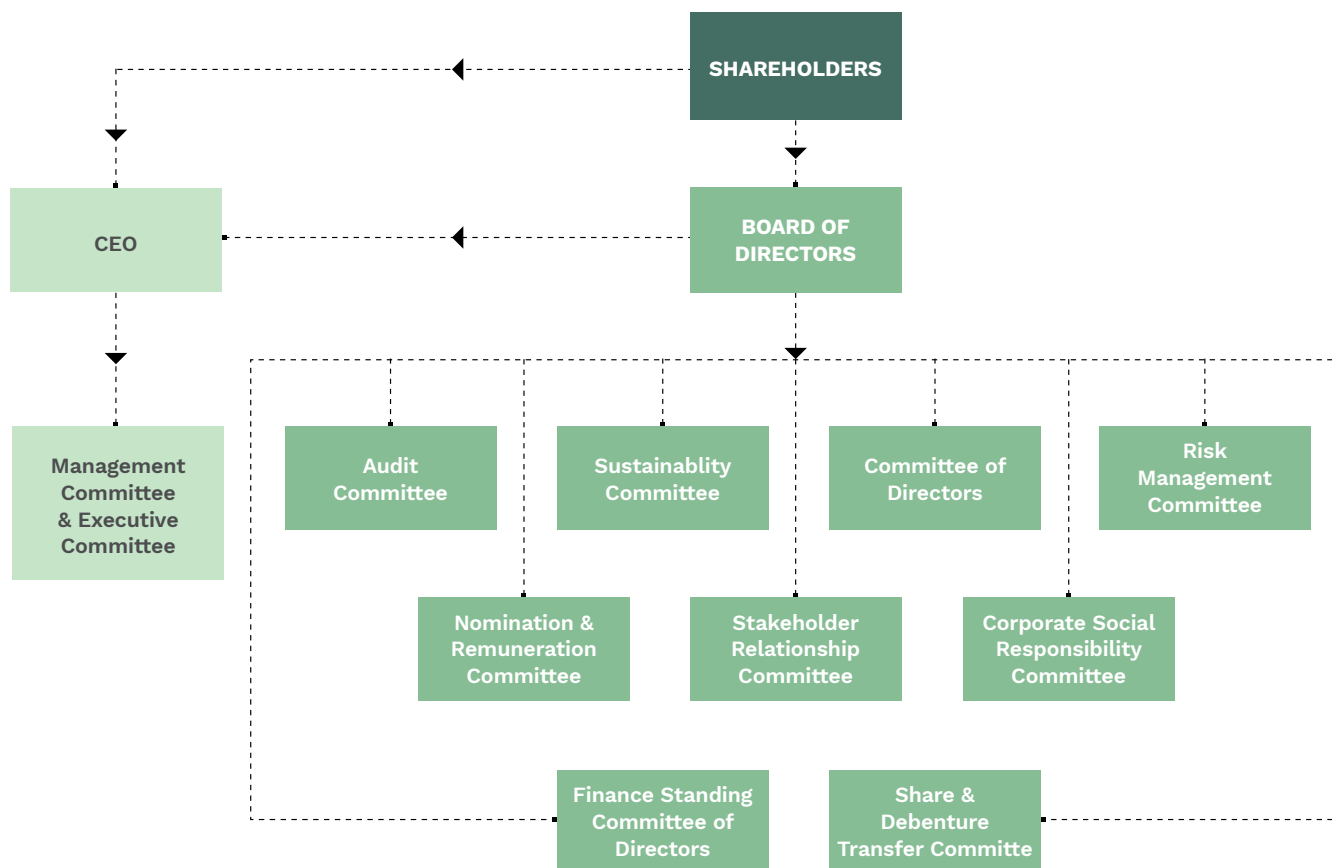 SHAREHOLDERS
CEO
BOARD OF
DIRECTORS
Management
Committee
& Executive
Committee
Audit
Committee
Sustainablity
Committee
Committee of
Directors
Risk
Management
Committee
Nomination &
Remuneration
Committee
Stakeholder
Relationship
Committee
Corporate Social
Responsibility
Committee
Finance Standing
Committee of
Directors
Share &
Debenture
Transfer Committe